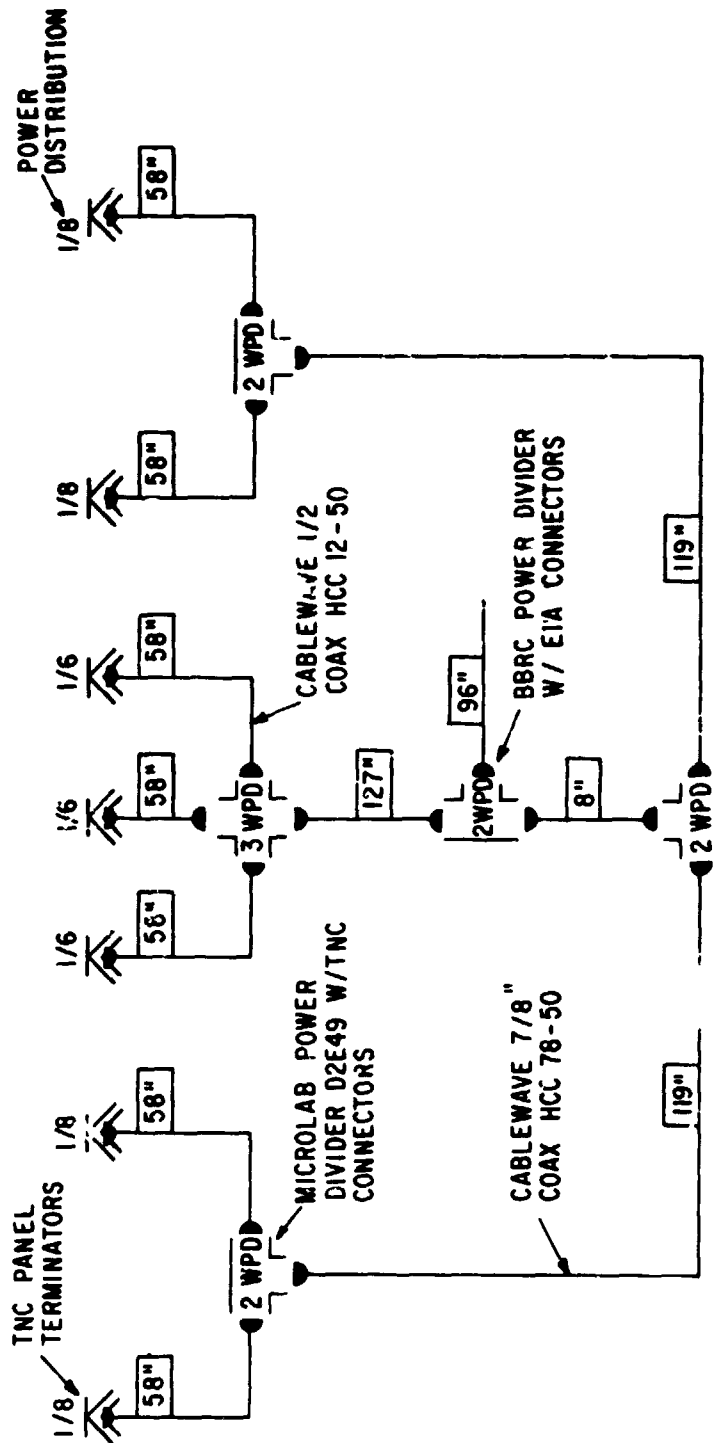 TNC PANEL
TERMINATORS
POWER
DISTRIBUTION
1/8
1/8
1/6
1/6
1/6
1/8
1/8
58"
58"
58"
58"
58"
58"
58"
2 WPD
3 WPD
2 WPD
MICROLAB POWER
DIVIDER D2E49 W/TNC
CONNECTORS
CABLEWAVE 1/2
COAX HCC 12-50
127"
96"
2WPD
BBRC POWER DIVIDER
W/ EIA CONNECTORS
8"
CABLEWAVE 7/8"
COAX HCC 78-50
119"
2 WPD
119"